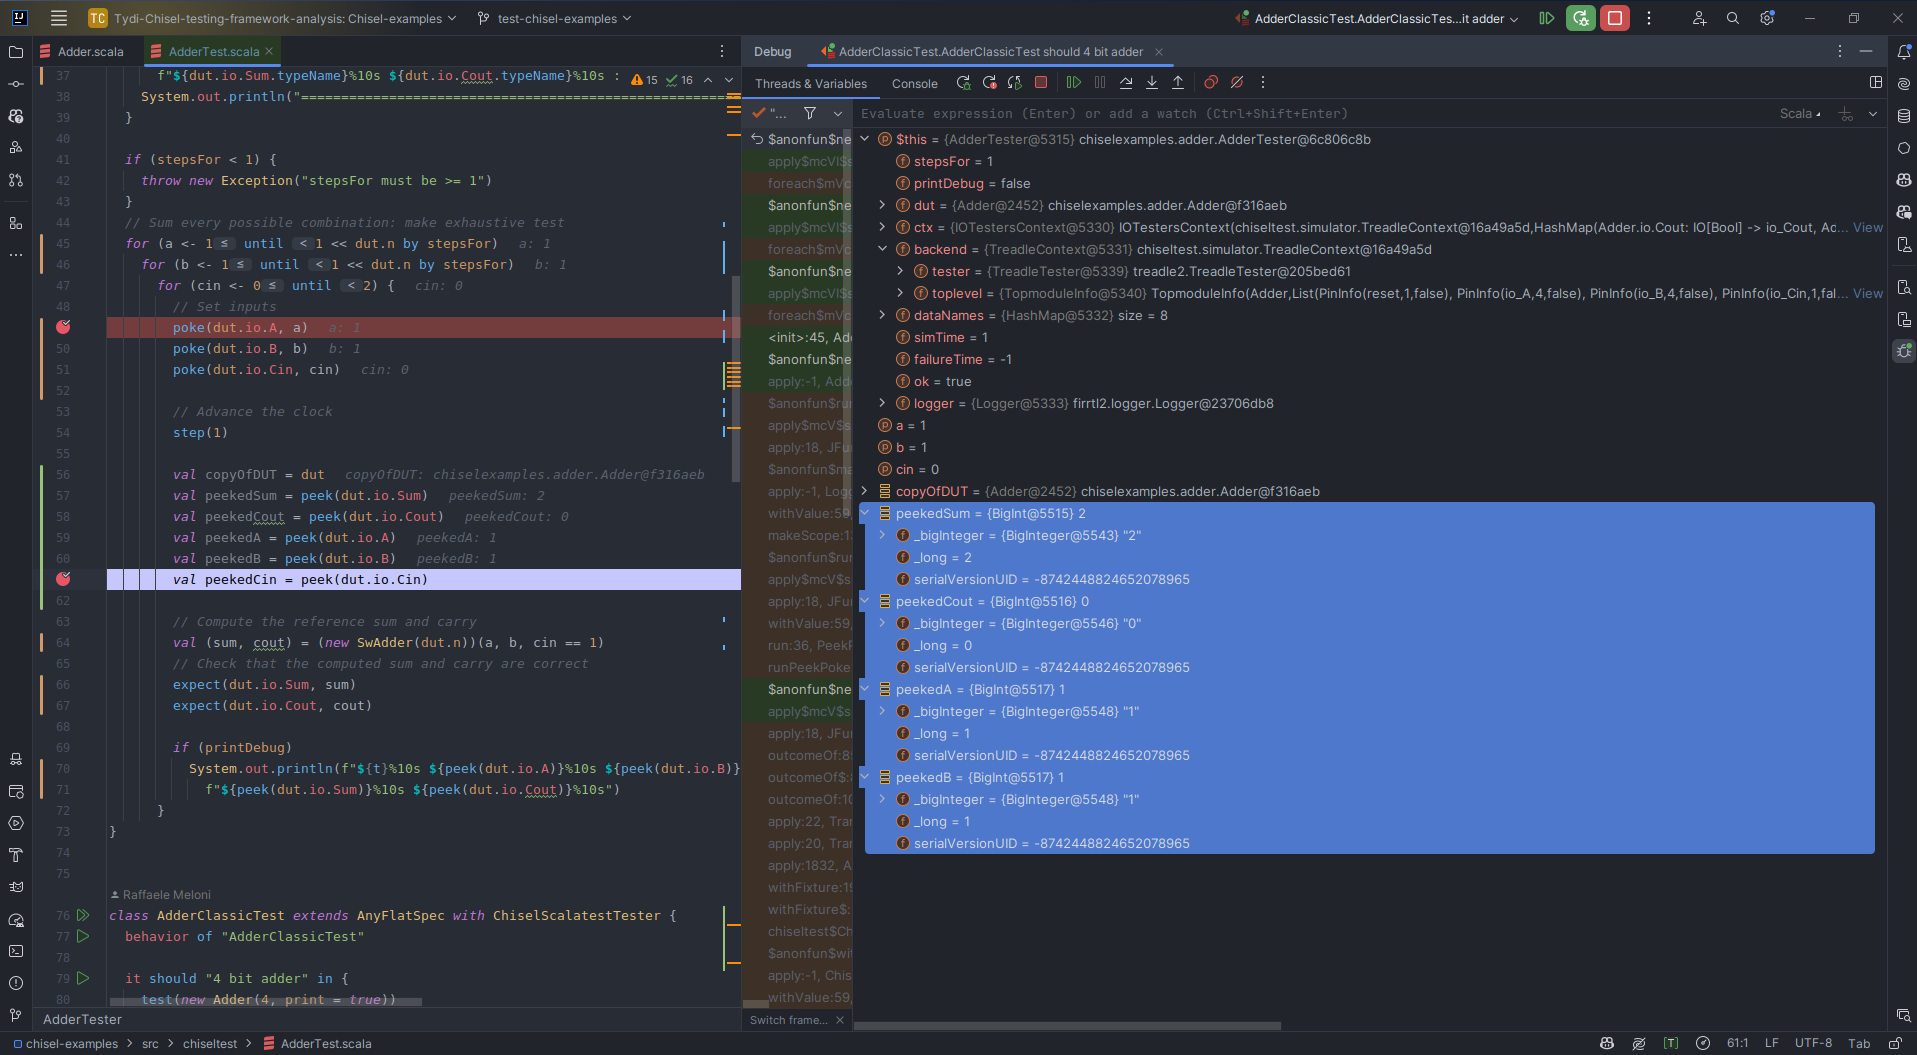 TC Tydi-Chisel-testing-framework-analysis: Chisel-examples test-chisel-examples AdderClassicTest.AdderClassicTes...it adder
Adder.scala AdderTest.scala Debug AdderClassicTest.AdderClassicTest should 4 bit adder
Threads & Variables Console
Evaluate expression (Enter) or add a watch (Ctrl+Shift+Enter) Scala
15 16
37 f"${dut.io.Sum.typeName}%10s ${dut.io.Cout.typeName}%10s :
38 System.out.println("======================================================
39 }
40
41 if (stepsFor < 1) {
42 throw new Exception("stepsFor must be >= 1")
43 }
44 // Sum every possible combination: make exhaustive test
45 for (a <- 1 ≤ until < 1 << dut.n by stepsFor) a: 1
46 for (b <- 1 ≤ until < 1 << dut.n by stepsFor) b: 1
47 for (cin <- 0 ≤ until < 2) { cin: 0
48 // Set inputs
poke(dut.io.A, a) a: 1
50 poke(dut.io.B, b) b: 1
51 poke(dut.io.Cin, cin) cin: 0
52
53 // Advance the clock
54 step(1)
55
56 val copyOfDUT = dut copyOfDUT: chiselexamples.adder.Adder@f316aeb
57 val peekedSum = peek(dut.io.Sum) peekedSum: 2
58 val peekedCout = peek(dut.io.Cout) peekedCout: 0
59 val peekedA = peek(dut.io.A) peekedA: 1
60 val peekedB = peek(dut.io.B) peekedB: 1
val peekedCin = peek(dut.io.Cin)
62
63 // Compute the reference sum and carry
64 val (sum, cout) = (new SwAdder(dut.n))(a, b, cin == 1)
65 // Check that the computed sum and carry are correct
66 expect(dut.io.Sum, sum)
67 expect(dut.io.Cout, cout)
68
69 if (printDebug)
70 System.out.println(f"${t}%10s ${peek(dut.io.A)}%10s ${peek(dut.io.B)}
71 f"${peek(dut.io.Sum)}%10s ${peek(dut.io.Cout)}%10s")
72 }
73 }
74
75
Raffaele Meloni
76 class AdderClassicTest extends AnyFlatSpec with ChiselScalatestTester {
77 behavior of "AdderClassicTest"
78
79 it should "4 bit adder" in {
80 test(new Adder(4, print = true))
AdderTester
"...
$anonfun$ne
apply$mcVI$s
foreach$mVc
$anonfun$ne
apply$mcVI$s
foreach$mVc
$anonfun$ne
apply$mcVI$s
foreach$mVc
<init>:45, Add
$anonfun$ne
apply:-1, Adde
$anonfun$run
apply$mcV$s
apply:18, JFun
$anonfun$ma
apply:-1, Logg
withValue:59,
makeScope:1
$anonfun$run
apply$mcV$s
apply:18, JFun
withValue:59,
run:36, PeekP
runPeekPoke
$anonfun$ne
apply$mcV$s
apply:18, JFun
outcomeOf:85
outcomeOf$:
outcomeOf:10
apply:22, Tran
apply:20, Tran
apply:1832, A
withFixture:19
withFixture$:
chiseltest$Ch
$anonfun$wit
apply:-1, Chis
withValue:59,
Switch frame...
$this = {AdderTester@5315} chiselexamples.adder.AdderTester@6c806c8b
stepsFor = 1
printDebug = false
dut = {Adder@2452} chiselexamples.adder.Adder@f316aeb
ctx = {IOTestersContext@5330} IOTestersContext(chiseltest.simulator.TreadleContext@16a49a5d,HashMap(Adder.io.Cout: IO[Bool] -> io_Cout, Ad... View
backend = {TreadleContext@5331} chiseltest.simulator.TreadleContext@16a49a5d
tester = {TreadleTester@5339} treadle2.TreadleTester@205bed61
toplevel = {TopmoduleInfo@5340} TopmoduleInfo(Adder,List(PinInfo(reset,1,false), PinInfo(io_A,4,false), PinInfo(io_B,4,false), PinInfo(io_Cin,1,fal... View
dataNames = {HashMap@5332} size = 8
simTime = 1
failureTime = -1
ok = true
logger = {Logger@5333} firrtl2.logger.Logger@23706db8
a = 1
b = 1
cin = 0
copyOfDUT = {Adder@2452} chiselexamples.adder.Adder@f316aeb
peekedSum = {BigInt@5515} 2
_bigInteger = {BigInteger@5543} "2"
_long = 2
serialVersionUID = -8742448824652078965
peekedCout = {BigInt@5516} 0
_bigInteger = {BigInteger@5546} "0"
_long = 0
serialVersionUID = -8742448824652078965
peekedA = {BigInt@5517} 1
_bigInteger = {BigInteger@5548} "1"
_long = 1
serialVersionUID = -8742448824652078965
peekedB = {BigInt@5517} 1
_bigInteger = {BigInteger@5548} "1"
_long = 1
serialVersionUID = -8742448824652078965
chisel-examples > src > chiseltest > AdderTest.scala 61:1 LF UTF-8 Tab